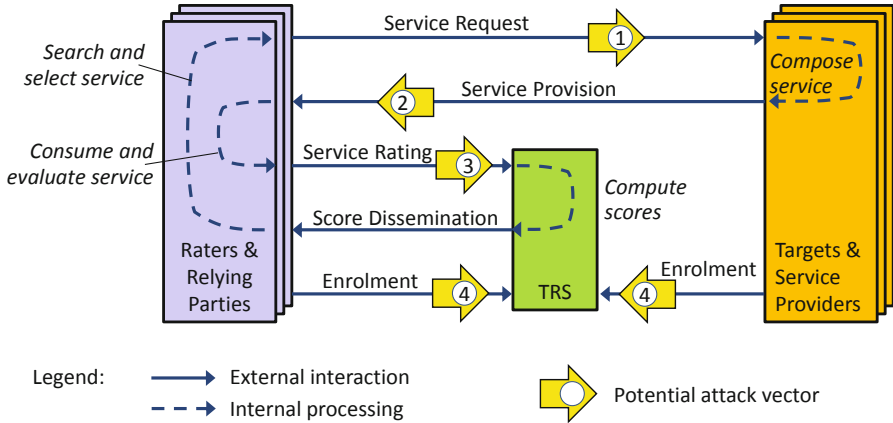 Service Request
1
Search and
select service
Compose
service
Service Provision
2
Consume and
evaluate service
Service Rating
3
Compute
scores
Score Dissemination
Raters &
Relying
Parties
Enrolment
4
TRS
Enrolment
4
Targets &
Service
Providers
Legend:
External interaction
Internal processing
Potential attack vector